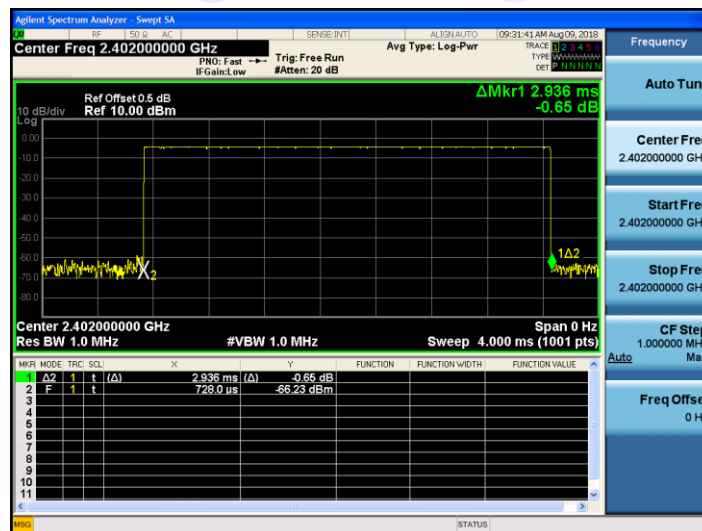 Agilent Spectrum Analyzer - Swept SA
LXI RF 50 Ω AC SENSE:INT ALIGN AUTO 09:31:41 AM Aug 09, 2018
Center Freq 2.402000000 GHz
Avg Type: Log-Pwr
TRACE 1 2 3 4 5 6
TYPE WWWWWW
DET P N N N N N
PNO: Fast
IFGain:Low
Trig: Free Run
#Atten: 20 dB
ΔMkr1 2.936 ms
-0.65 dB
Ref Offset 0.5 dB
10 dB/div Ref 10.00 dBm
Log
0.00
-10.0
-20.0
-30.0
-40.0
-50.0
-60.0
-70.0
-80.0
1Δ2
2
Center 2.402000000 GHz Span 0 Hz
Res BW 1.0 MHz #VBW 1.0 MHz Sweep 4.000 ms (1001 pts)
MKR MODE TRC SCL X Y FUNCTION FUNCTION WIDTH FUNCTION VALUE
1 Δ2 1 t (Δ) 2.936 ms (Δ) -0.65 dB
2 F 1 t 728.0 µs -66.23 dBm
3
4
5
6
7
8
9
10
11
MSG STATUS
Frequency
Auto Tun
Center Fre
2.402000000 GH
Start Fre
2.402000000 GH
Stop Fre
2.402000000 GH
CF Step
1.000000 MH
Auto Ma
Freq Offse
0 H